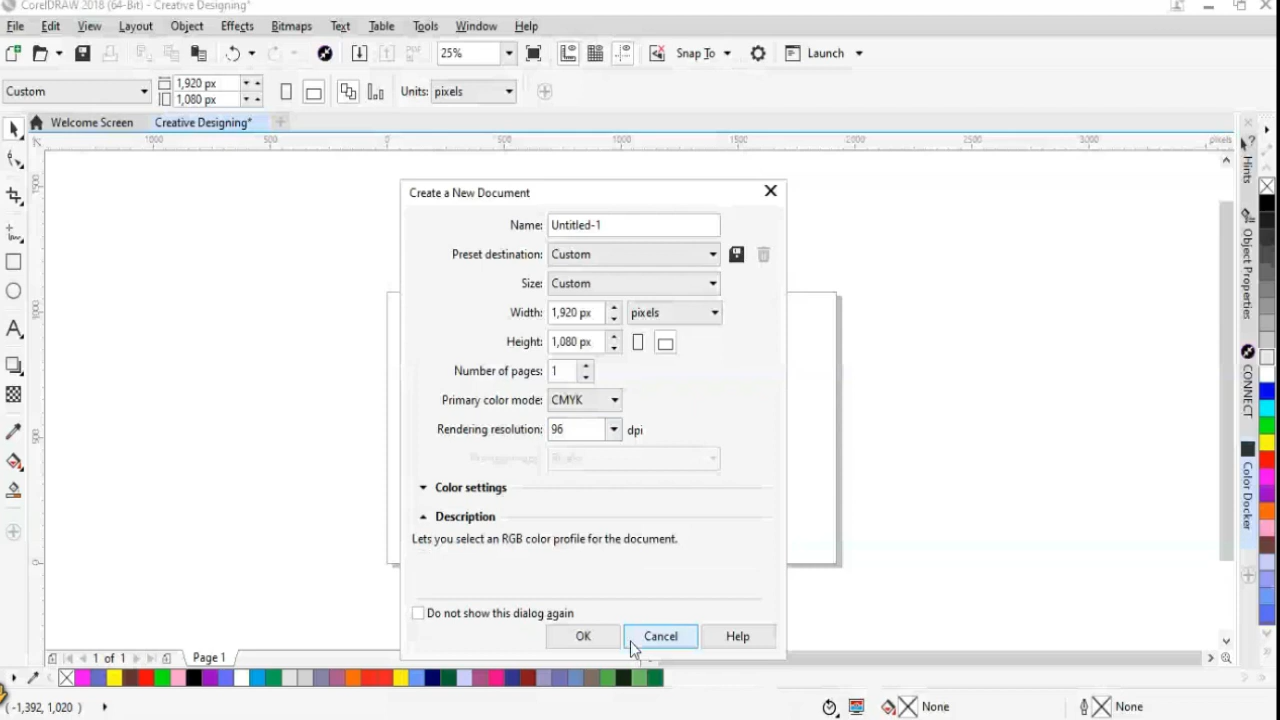 CorelDRAW 2018 (64-Bit) - Creative Designing*
File Edit View Layout Object Effects Bitmaps Text Table Tools Window Help
25% Snap To Launch
Custom 1,920 px 1,080 px Units: pixels
Welcome Screen Creative Designing*
1000 500 0 500 1000 1500 2000 2500 3000 pixels
1500
1000
500
0
Create a New Document
Name: Untitled-1
Preset destination: Custom
Size: Custom
Width: 1,920 px pixels
Height: 1,080 px
Number of pages: 1
Primary color mode: CMYK
Rendering resolution: 96 dpi
Color settings
Description
Lets you select an RGB color profile for the document.
Do not show this dialog again
OK Cancel Help
Hints
Object Properties
CONNECT
Color Docker
1 of 1 Page 1
( -1,392, 1,020 ) None None